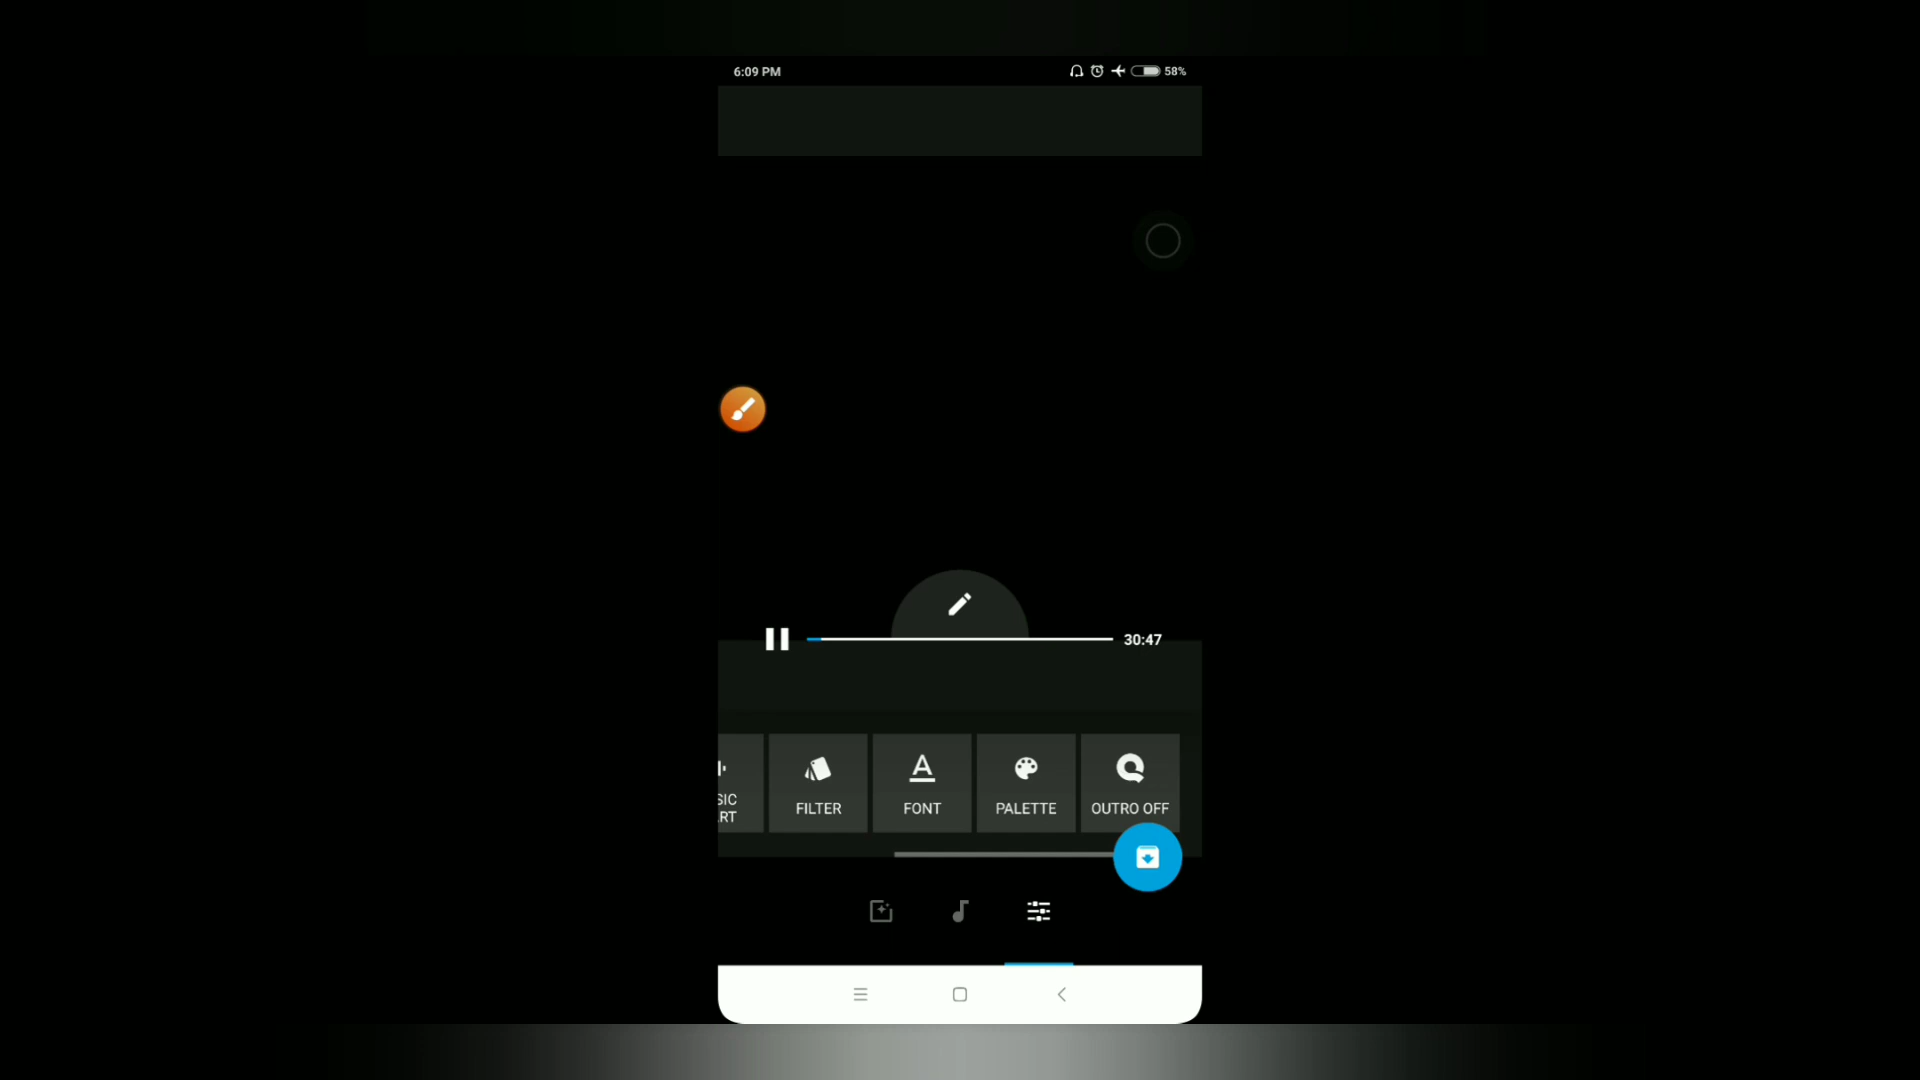 6:09 PM
58%
30:47
SIC
RT
FILTER
FONT
PALETTE
OUTRO OFF